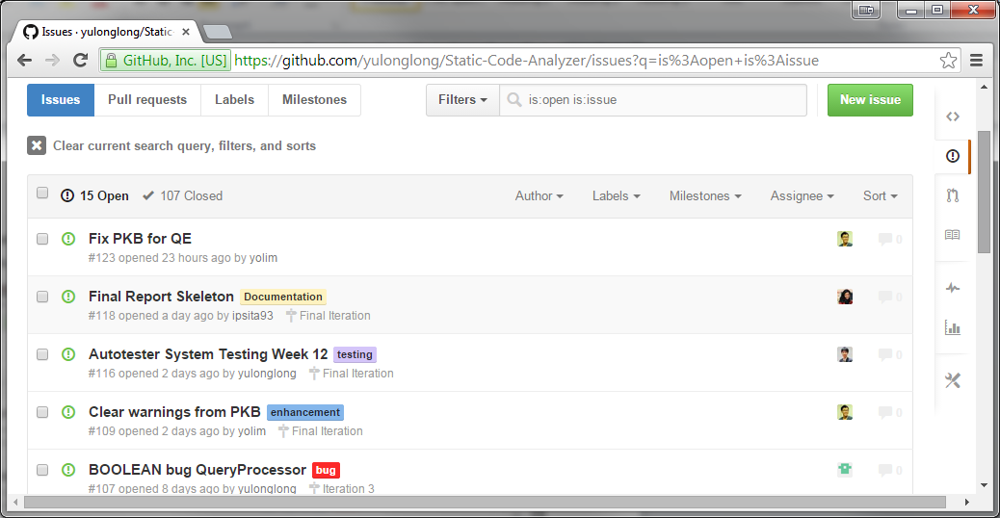 Issues · yulonglong/Static-
GitHub, Inc. [US] https://github.com/yulonglong/Static-Code-Analyzer/issues?q=is%3Aopen+is%3Aissue
Issues Pull requests Labels Milestones Filters is:open is:issue New issue
Clear current search query, filters, and sorts
15 Open 107 Closed Author Labels Milestones Assignee Sort
Fix PKB for QE 0
#123 opened 23 hours ago by yolim
Final Report Skeleton Documentation 0
#118 opened a day ago by ipsita93 Final Iteration
Autotester System Testing Week 12 testing 0
#116 opened 2 days ago by yulonglong Final Iteration
Clear warnings from PKB enhancement 0
#109 opened 2 days ago by yolim Final Iteration
BOOLEAN bug QueryProcessor bug 0
#107 opened 8 days ago by yulonglong Iteration 3